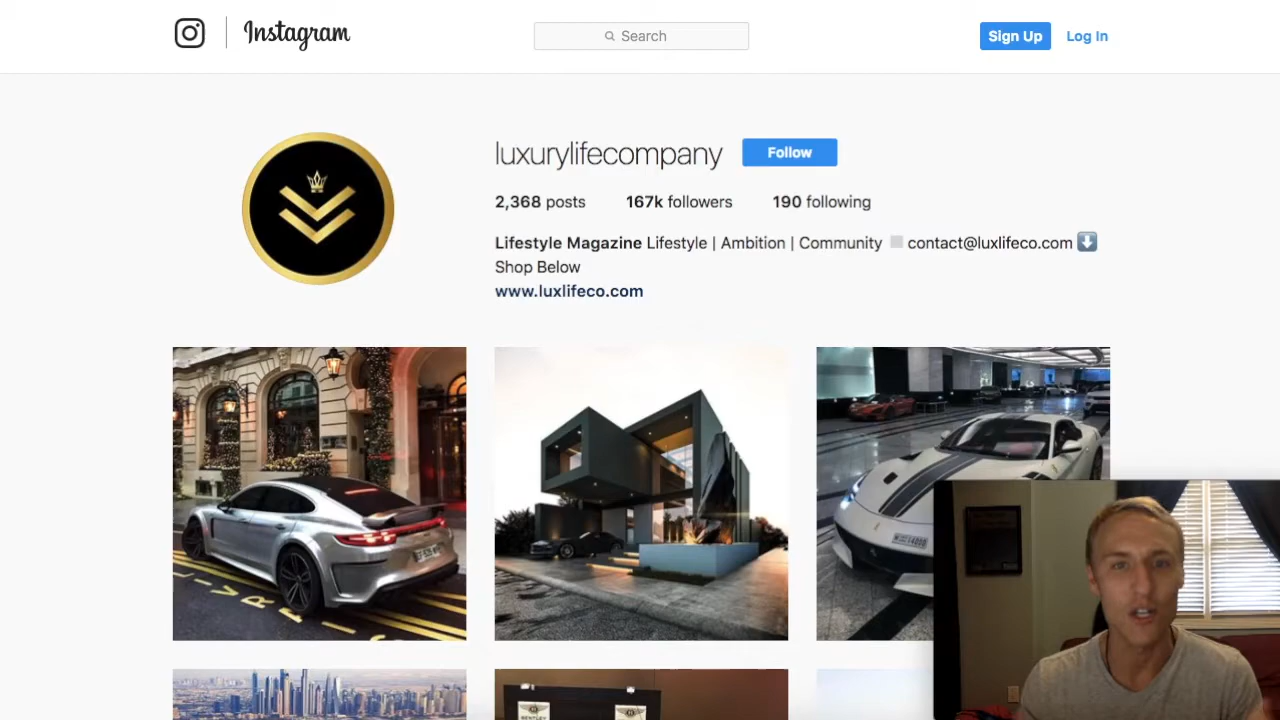 Instagram
Search
Sign Up
Log In
luxurylifecompany
Follow
2,368 posts
167k followers
190 following
Lifestyle Magazine Lifestyle | Ambition | Community contact@luxlifeco.com
Shop Below
www.luxlifeco.com
BENTLEY